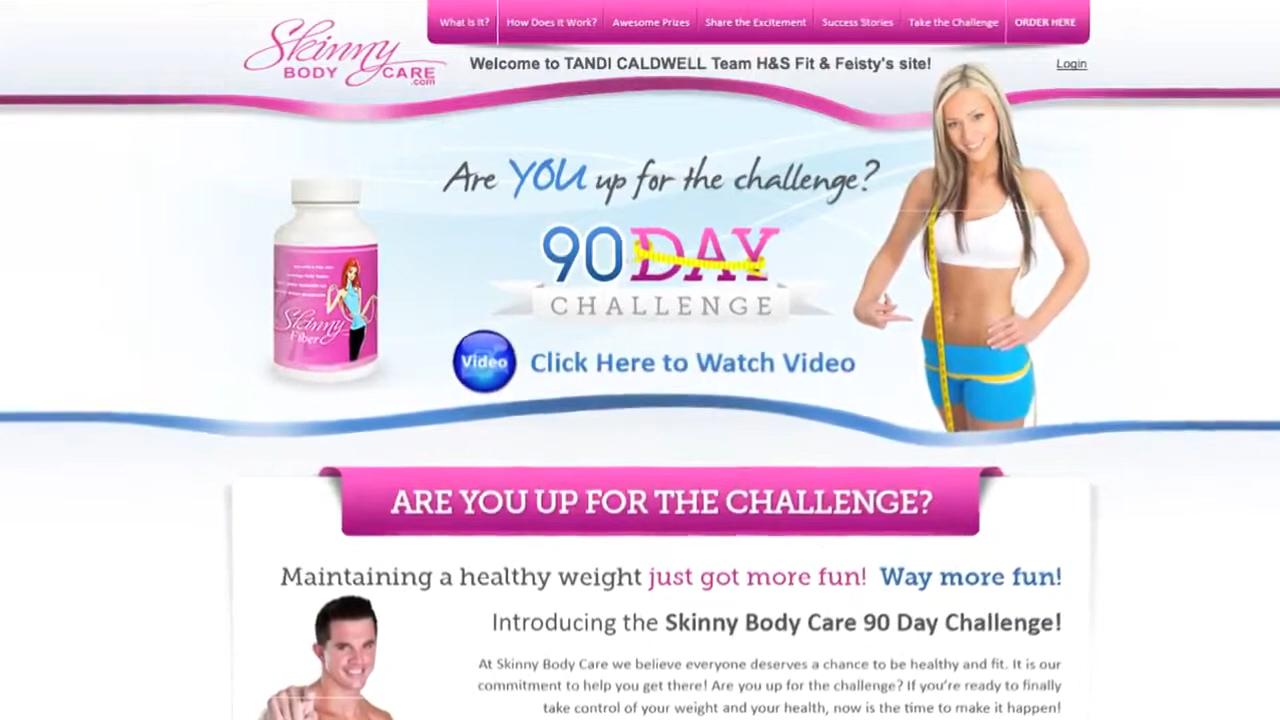 What Is It?
How Does It Work?
Awesome Prizes
Share the Excitement
Success Stories
Take the Challenge
ORDER HERE
Skinny
BODY CARE
.com
Welcome to TANDI CALDWELL Team H&S Fit & Feisty's site!
Login
Are YOU up for the challenge?
90 DAY
CHALLENGE
Skinny
Fiber
Video
Click Here to Watch Video
ARE YOU UP FOR THE CHALLENGE?
Maintaining a healthy weight just got more fun! Way more fun!
Introducing the Skinny Body Care 90 Day Challenge!
At Skinny Body Care we believe everyone deserves a chance to be healthy and fit. It is our
commitment to help you get there! Are you up for the challenge? If you're ready to finally
take control of your weight and your health, now is the time to make it happen!